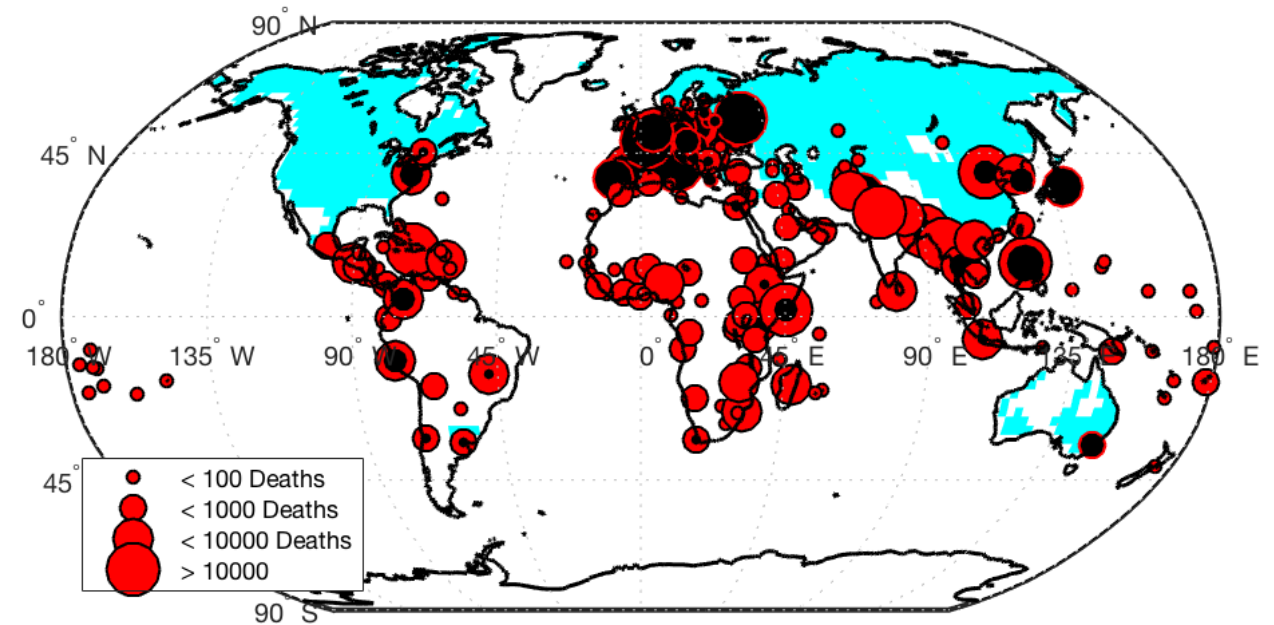 90° N
45° N
0°
180° W 135° W 90° W 45° W 0° 45° E 90° E 135° E 180° E
45°
< 100 Deaths
< 1000 Deaths
< 10000 Deaths
> 10000
90° S